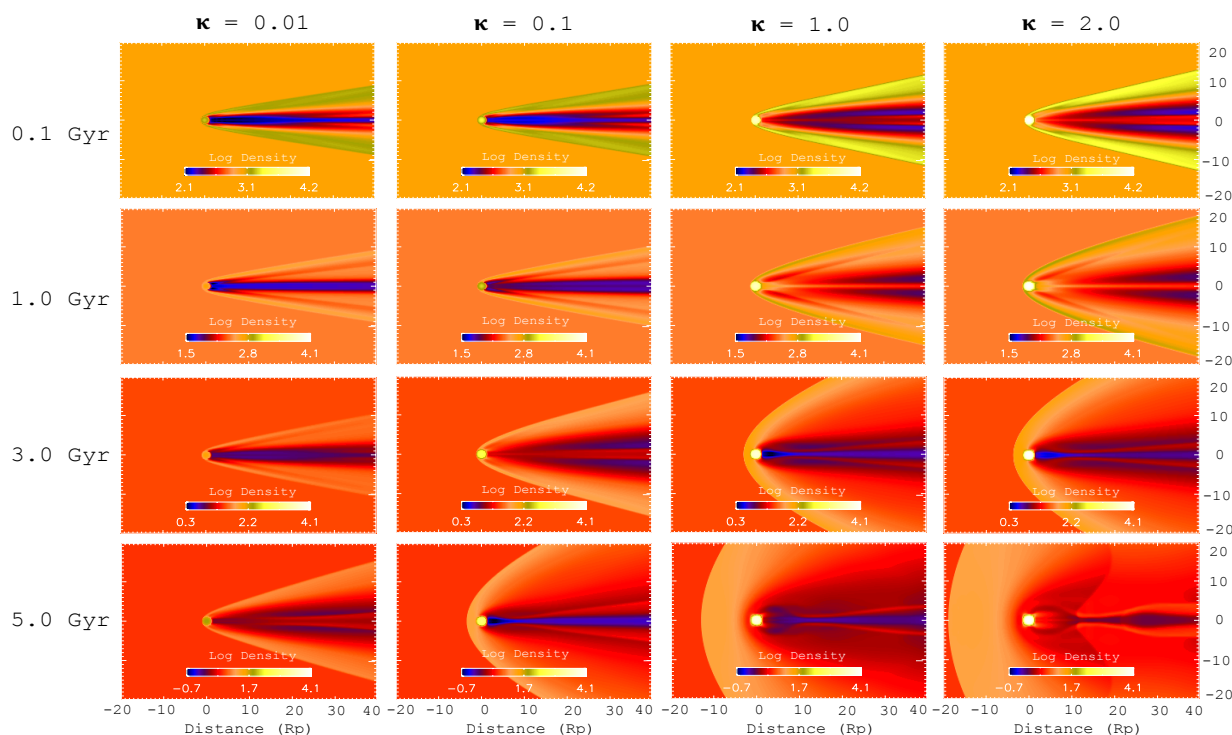 κ = 0.01 κ = 0.1 κ = 1.0 κ = 2.0
0.1 Gyr
Log Density Log Density Log Density Log Density
2.1 3.1 4.2 2.1 3.1 4.2 2.1 3.1 4.2 2.1 3.1 4.2
20
10
0
-10
-20
1.0 Gyr
Log Density Log Density Log Density Log Density
1.5 2.8 4.1 1.5 2.8 4.1 1.5 2.8 4.1 1.5 2.8 4.1
20
10
0
-10
-20
3.0 Gyr
Log Density Log Density Log Density Log Density
0.3 2.2 4.1 0.3 2.2 4.1 0.3 2.2 4.1 0.3 2.2 4.1
20
10
0
-10
-20
5.0 Gyr
Log Density Log Density Log Density Log Density
-0.7 1.7 4.1 -0.7 1.7 4.1 -0.7 1.7 4.1 -0.7 1.7 4.1
20
10
0
-10
-20
-20 -10 0 10 20 30 40 -10 0 10 20 30 40 -20 -10 0 10 20 30 40 -20 -10 0 10 20 30 40
Distance (Rp) Distance (Rp) Distance (Rp) Distance (Rp)